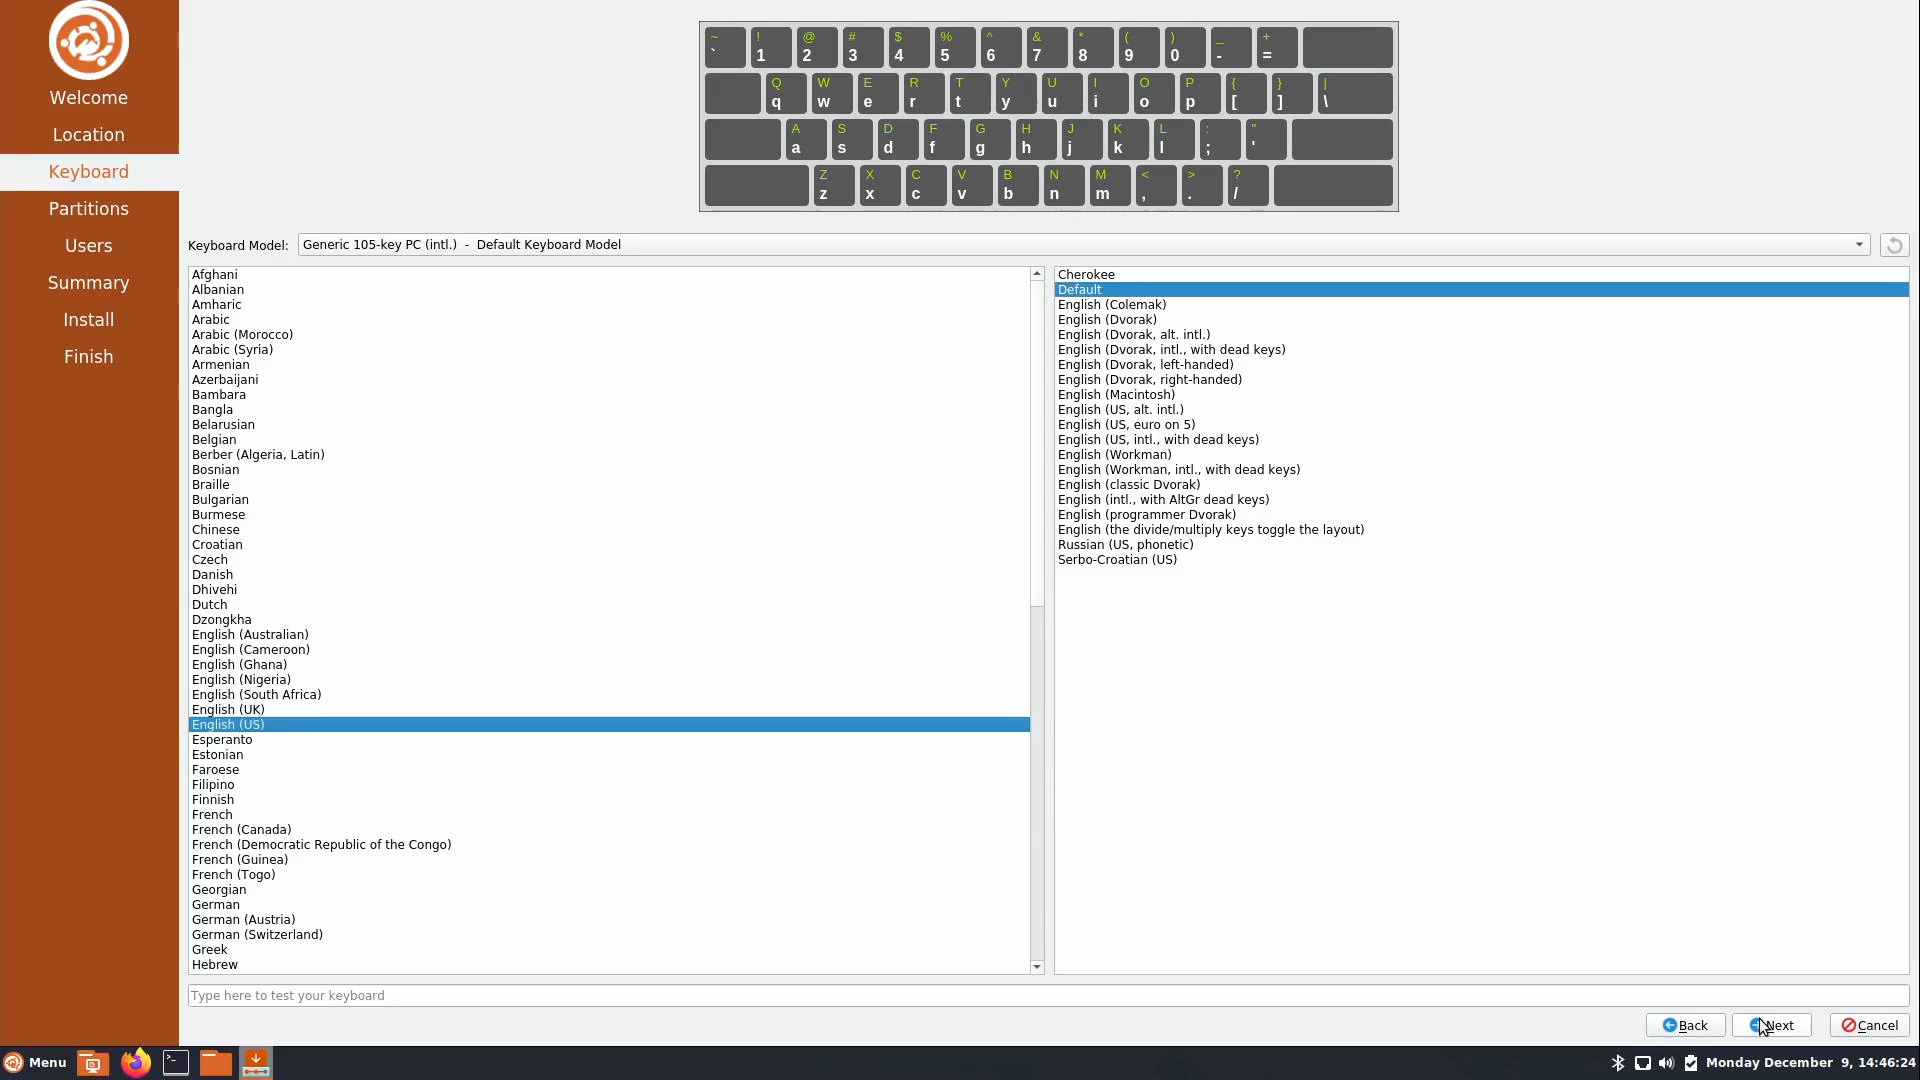 Welcome
Location
Keyboard
Partitions
Users
Summary
Install
Finish
~ ! @ # $ % ^ & * ( ) _ +
` 1 2 3 4 5 6 7 8 9 0 - =
Q W E R T Y U I O P { } |
q w e r t y u i o p [ ] \
A S D F G H J K L : "
a s d f g h j k l ; '
Z X C V B N M < > ?
z x c v b n m , . /
Keyboard Model: Generic 105-key PC (intl.)  -  Default Keyboard Model
Afghani
Albanian
Amharic
Arabic
Arabic (Morocco)
Arabic (Syria)
Armenian
Azerbaijani
Bambara
Bangla
Belarusian
Belgian
Berber (Algeria, Latin)
Bosnian
Braille
Bulgarian
Burmese
Chinese
Croatian
Czech
Danish
Dhivehi
Dutch
Dzongkha
English (Australian)
English (Cameroon)
English (Ghana)
English (Nigeria)
English (South Africa)
English (UK)
English (US)
Esperanto
Estonian
Faroese
Filipino
Finnish
French
French (Canada)
French (Democratic Republic of the Congo)
French (Guinea)
French (Togo)
Georgian
German
German (Austria)
German (Switzerland)
Greek
Hebrew
Cherokee
Default
English (Colemak)
English (Dvorak)
English (Dvorak, alt. intl.)
English (Dvorak, intl., with dead keys)
English (Dvorak, left-handed)
English (Dvorak, right-handed)
English (Macintosh)
English (US, alt. intl.)
English (US, euro on 5)
English (US, intl., with dead keys)
English (Workman)
English (Workman, intl., with dead keys)
English (classic Dvorak)
English (intl., with AltGr dead keys)
English (programmer Dvorak)
English (the divide/multiply keys toggle the layout)
Russian (US, phonetic)
Serbo-Croatian (US)
Type here to test your keyboard
Back Next Cancel
Menu Monday December 9, 14:46:24